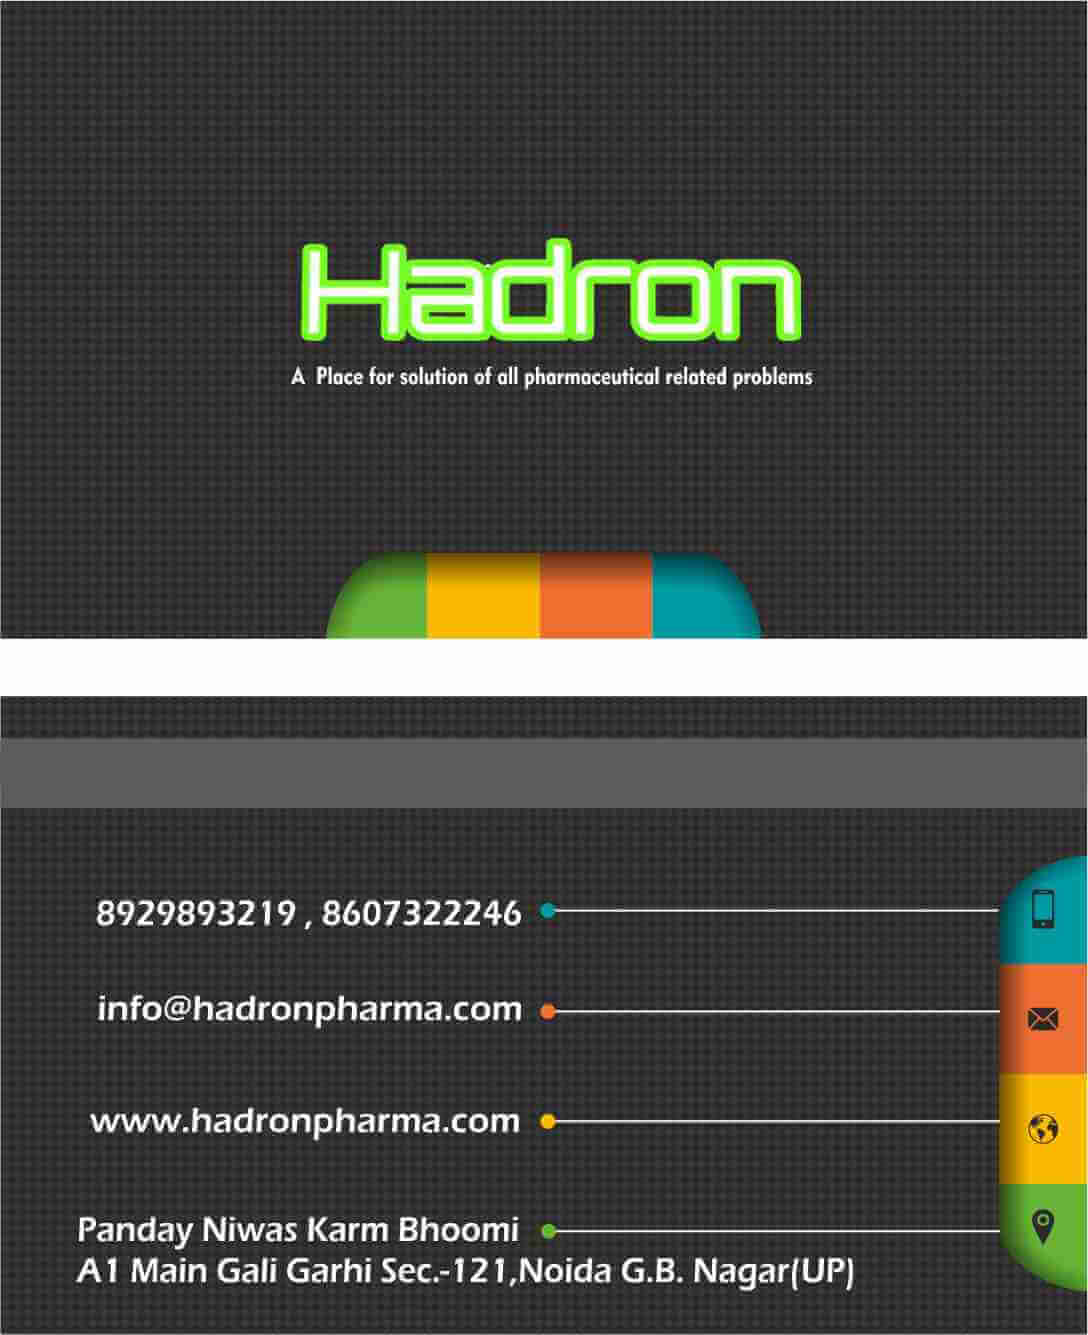 Hadron
A Place for solution of all pharmaceutical related problems
8929893219 , 8607322246
info@hadronpharma.com
www.hadronpharma.com
Panday Niwas Karm Bhoomi
A1 Main Gali Garhi Sec.-121,Noida G.B. Nagar(UP)